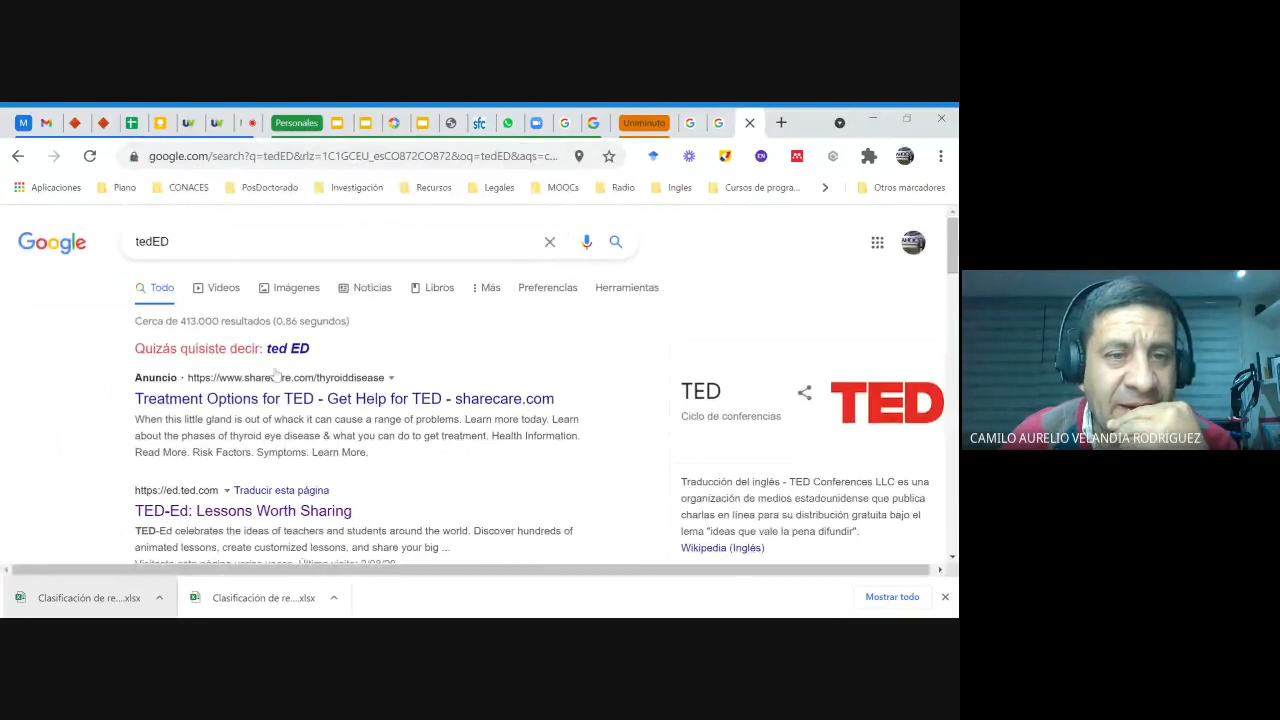 M
Personales
sfc
Uniminuto
google.com/search?q=tedED&rlz=1C1GCEU_esCO872CO872&oq=tedED&aqs=c...
EN
Aplicaciones
Piano
CONACES
PosDoctorado
Investigación
Recursos
Legales
MOOCs
Radio
Ingles
Cursos de progra...
Otros marcadores
Google
tedED
Todo
Videos
Imágenes
Noticias
Libros
Más
Preferencias
Herramientas
Cerca de 413.000 resultados (0,86 segundos)
Quizás quisiste decir: ted ED
Anuncio · https://www.sharecare.com/thyroiddisease
Treatment Options for TED - Get Help for TED - sharecare.com
When this little gland is out of whack it can cause a range of problems. Learn more today. Learn
about the phases of thyroid eye disease & what you can do to get treatment. Health Information.
Read More. Risk Factors. Symptoms. Learn More.
https://ed.ted.com Traducir esta página
TED-Ed: Lessons Worth Sharing
TED-Ed celebrates the ideas of teachers and students around the world. Discover hundreds of
animated lessons, create customized lessons, and share your big ...
TED
Ciclo de conferencias
TED
Traducción del inglés - TED Conferences LLC es una
organización de medios estadounidense que publica
charlas en línea para su distribución gratuita bajo el
lema "ideas que vale la pena difundir".
Wikipedia (Inglés)
Clasificación de re....xlsx
Clasificación de re....xlsx
Mostrar todo
CAMILO AURELIO VELANDIA RODRIGUEZ